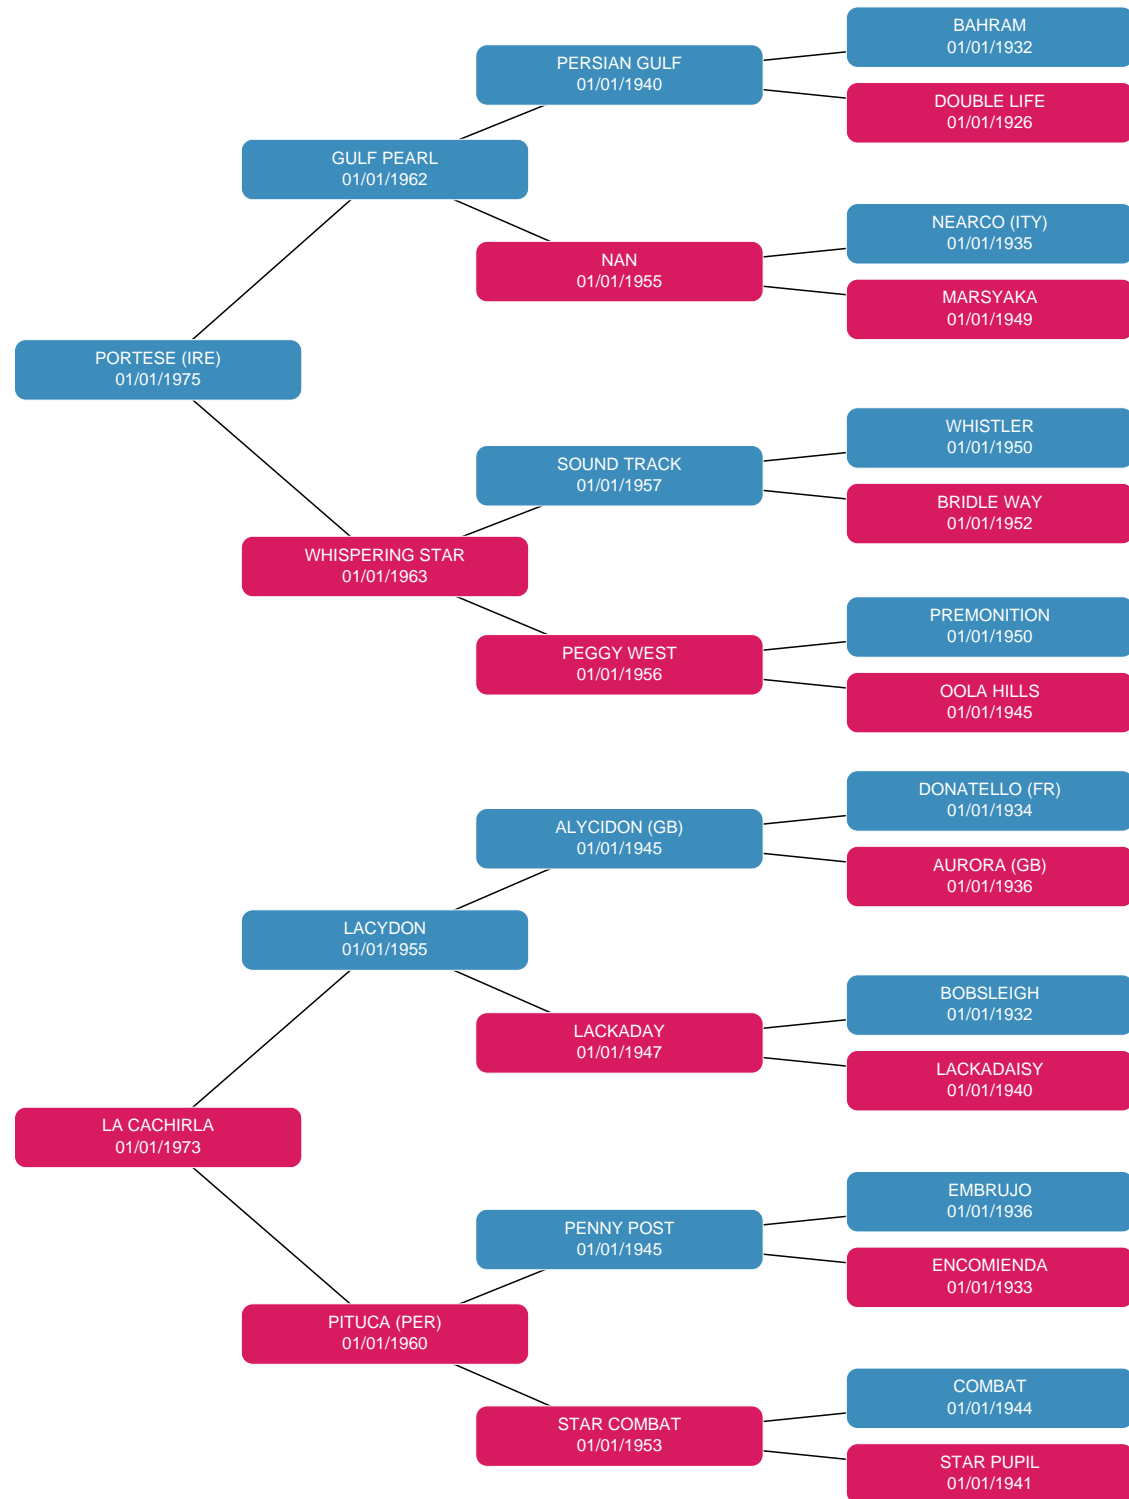 BAHRAM
01/01/1932
PERSIAN GULF
01/01/1940
DOUBLE LIFE
01/01/1926
GULF PEARL
01/01/1962
NEARCO (ITY)
01/01/1935
NAN
01/01/1955
MARSYAKA
01/01/1949
PORTESE (IRE)
01/01/1975
WHISTLER
01/01/1950
SOUND TRACK
01/01/1957
BRIDLE WAY
01/01/1952
WHISPERING STAR
01/01/1963
PREMONITION
01/01/1950
PEGGY WEST
01/01/1956
OOLA HILLS
01/01/1945
DONATELLO (FR)
01/01/1934
ALYCIDON (GB)
01/01/1945
AURORA (GB)
01/01/1936
LACYDON
01/01/1955
BOBSLEIGH
01/01/1932
LACKADAY
01/01/1947
LACKADAISY
01/01/1940
LA CACHIRLA
01/01/1973
EMBRUJO
01/01/1936
PENNY POST
01/01/1945
ENCOMIENDA
01/01/1933
PITUCA (PER)
01/01/1960
COMBAT
01/01/1944
STAR COMBAT
01/01/1953
STAR PUPIL
01/01/1941